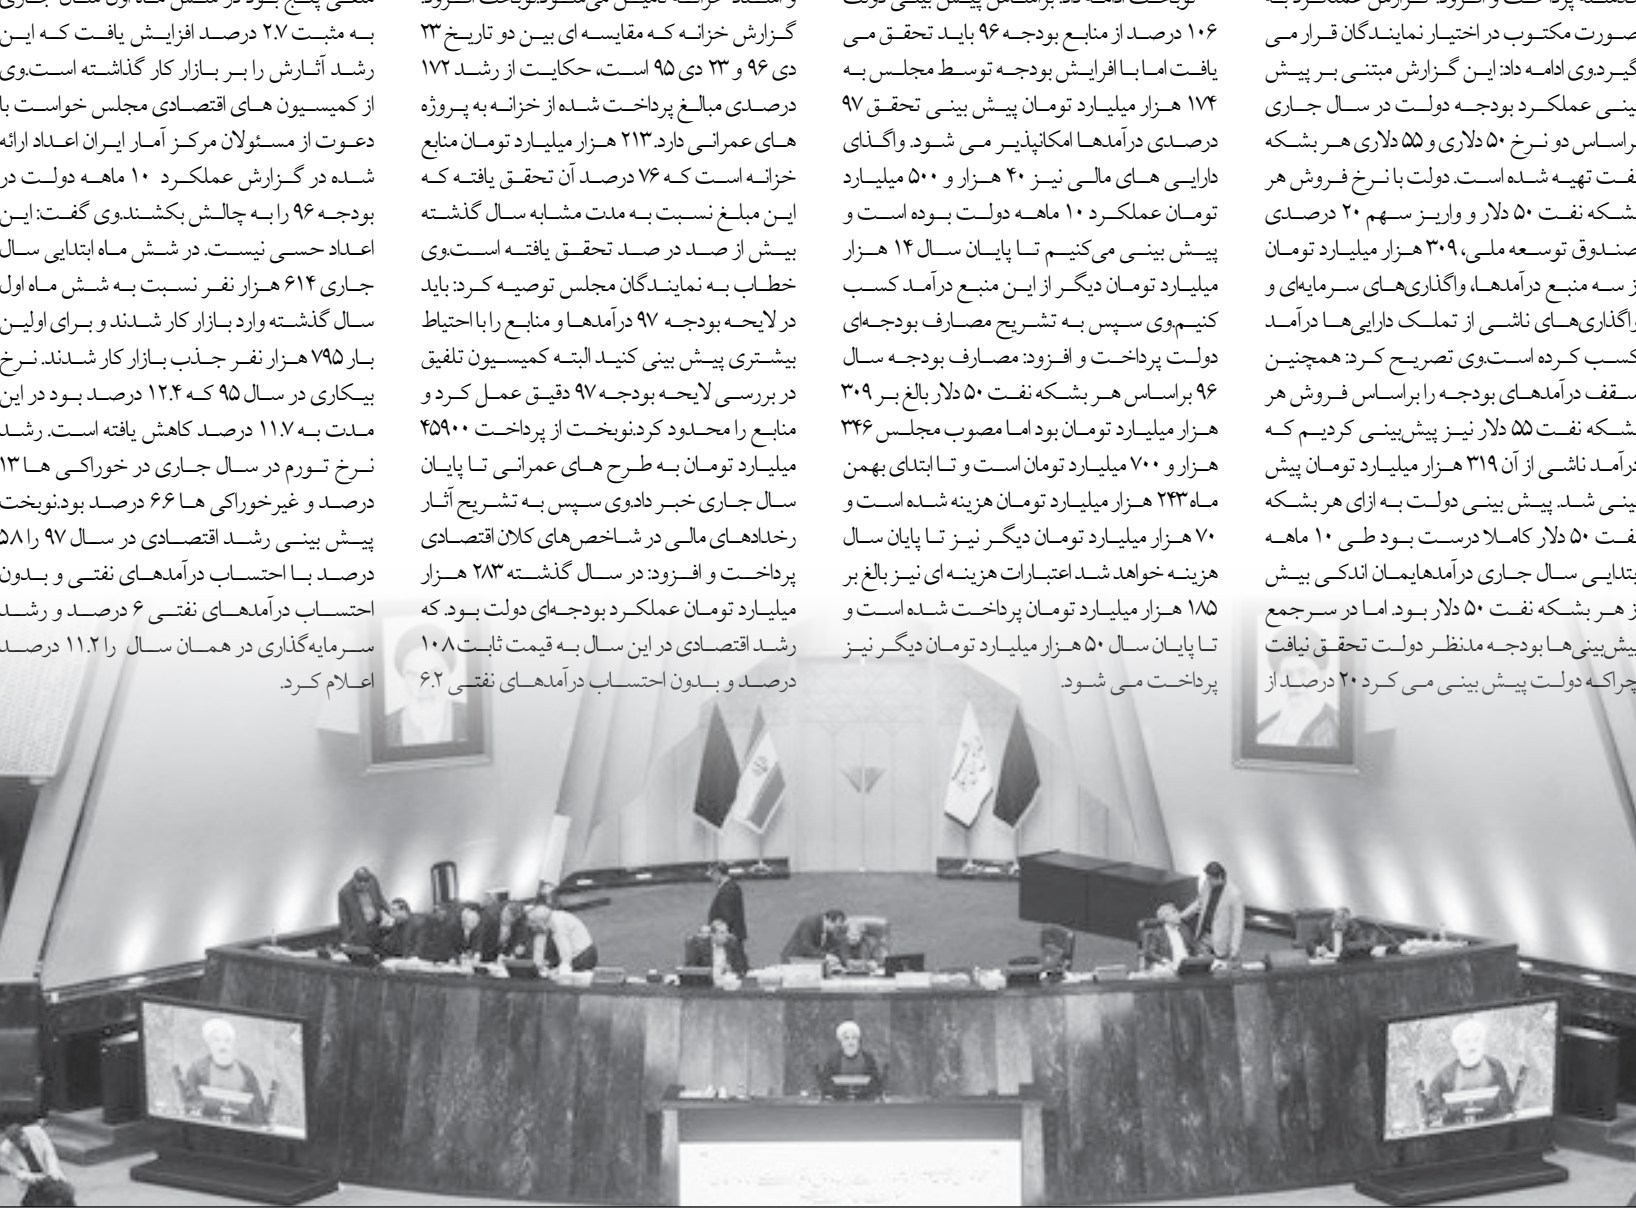 صورت مکتوب در اختیار نمایندگان قرار می
گیرد.وی ادامه داد: این گزارش مبتنی بر پیش
بینی عملکرد بودجه دولت در سال جاری
براساس دو نرخ ۵۰ دلاری و ۵۵ دلاری هر بشکه
نفت تهیه شده است. دولت با نرخ فروش هر
بشکه نفت ۵۰ دلار و واریز سهم ۲۰ درصدی
صندوق توسعه ملی، ۳۰۹ هزار میلیارد تومان
از سه منبع درآمدها، واگذاری‌های سرمایه‌ای و
واگذاری‌های ناشی از تملک دارایی‌ها درآمد
کسب کرده است.وی تصریح کرد: همچنین
سقف درآمدهای بودجه را براساس فروش هر
بشکه نفت ۵۵ دلار نیز پیش‌بینی کردیم که
درآمد ناشی از آن ۳۱۹ هزار میلیارد تومان پیش
بینی شد. پیش بینی دولت به ازای هر بشکه
نفت ۵۰ دلار کاملا درست بود طی ۱۰ ماهه
ابتدایی سال جاری درآمدهایمان اندکی بیش
از هر بشکه نفت ۵۰ دلار بود. اما در سرجمع
پیش‌بینی‌ها بودجه مدنظر دولت تحقق نیافت
چراکه دولت پیش بینی می کرد ۲۰ درصد از
۱۰۶ درصد از منابع بودجه ۹۶ باید تحقق می
یافت اما با افرایش بودجه توسط مجلس به
۱۷۴ هزار میلیارد تومان پیش بینی تحقق ۹۷
درصدی درآمدها امکانپذیر می شود. واگذای
دارایی های مالی نیز ۴۰ هزار و ۵۰۰ میلیارد
تومان عملکرد ۱۰ ماهه دولت بوده است و
پیش بینی می‌کنیم تا پایان سال ۱۴ هزار
میلیارد تومان دیگر از این منبع درآمد کسب
کنیم.وی سپس به تشریح مصارف بودجه‌ای
دولت پرداخت و افزود: مصارف بودجه سال
۹۶ براساس هر بشکه نفت ۵۰ دلار بالغ بر ۳۰۹
هزار میلیارد تومان بود اما مصوب مجلس ۳۴۶
هزار و ۷۰۰ میلیارد تومان است و تا ابتدای بهمن
ماه ۲۴۳ هزار میلیارد تومان هزینه شده است و
۷۰ هزار میلیارد تومان دیگر نیز تا پایان سال
هزینه خواهد شد اعتبارات هزینه ای نیز بالغ بر
۱۸۵ هزار میلیارد تومان پرداخت شده است و
تا پایان سال ۵۰ هزار میلیارد تومان دیگر نیز
پرداخت می شود.
گزارش خزانه که مقایسه ای بین دو تاریخ ۲۳
دی ۹۶ و ۲۳ دی ۹۵ است، حکایت از رشد ۱۷۲
درصدی مبالغ پرداخت شده از خزانه به پروژه
های عمرانی دارد. ۲۱۳ هزار میلیارد تومان منابع
خزانه است که ۷۶ درصد آن تحقق یافته که
این مبلغ نسبت به مدت مشابه سال گذشته
بیش از صد در صد تحقق یافته است.وی
خطاب به نمایندگان مجلس توصیه کرد: باید
در لایحه بودجه ۹۷ درآمدها و منابع را با احتیاط
بیشتری پیش بینی کنید البته کمیسیون تلفیق
در بررسی لایحه بودجه ۹۷ دقیق عمل کرد و
منابع را محدود کرد.نوبخت از پرداخت ۴۵۹۰۰
میلیارد تومان به طرح های عمرانی تا پایان
سال جاری خبر داد.وی سپس به تشریح آثار
رخدادهای مالی در شاخص‌های کلان اقتصادی
پرداخت و افزود: در سال گذشته ۲۸۳ هزار
میلیارد تومان عملکرد بودجه‌ای دولت بود. که
رشد اقتصادی در این سال به قیمت ثابت ۱۰.۸
درصد و بدون احتساب درآمدهای نفتی ۶.۲
به مثبت ۲.۷ درصد افزایش یافت که این
رشد آثارش را بر بازار کار گذاشته است.وی
از کمیسیون های اقتصادی مجلس خواست با
دعوت از مسئولان مرکز آمار ایران اعداد ارائه
شده در گزارش عملکرد ۱۰ ماهه دولت در
بودجه ۹۶ را به چالش بکشند.وی گفت: این
اعداد حسی نیست. در شش ماه ابتدایی سال
جاری ۶۱۴ هزار نفر نسبت به شش ماه اول
سال گذشته وارد بازار کار شدند و برای اولین
بار ۷۹۵ هزار نفر جذب بازار کار شدند. نرخ
بیکاری در سال ۹۵ که ۱۲.۴ درصد بود در این
مدت به ۱۱.۷ درصد کاهش یافته است. رشد
نرخ تورم در سال جاری در خوراکی ها ۱۳
درصد و غیرخوراکی ها ۶.۶ درصد بود.نوبخت
پیش بینی رشد اقتصادی در سال ۹۷ را ۵.۸
درصد با احتساب درآمدهای نفتی و بدون
احتساب درآمدهای نفتی ۶ درصد و رشد
سرمایه‌گذاری در همان سال را ۱۱.۲ درصد
اعلام کرد.